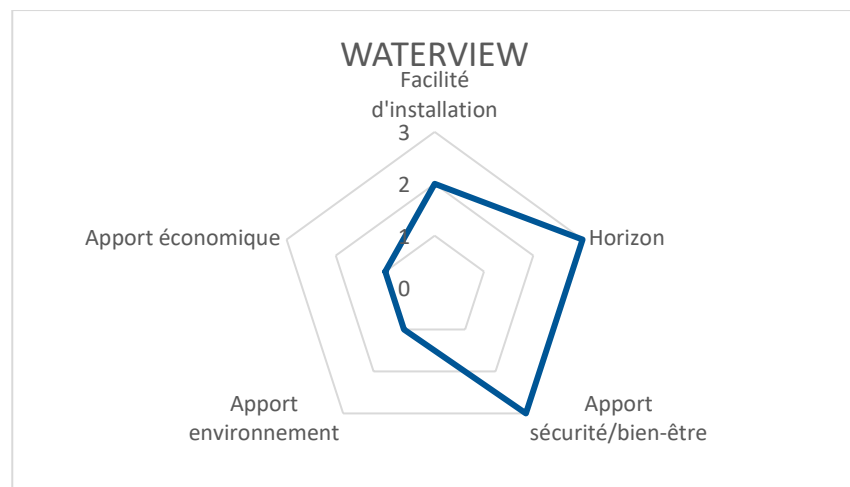 WATERVIEW
Facilité
d'installation
3
2
1
0
Horizon
Apport économique
Apport
sécurité/bien-être
Apport
environnement